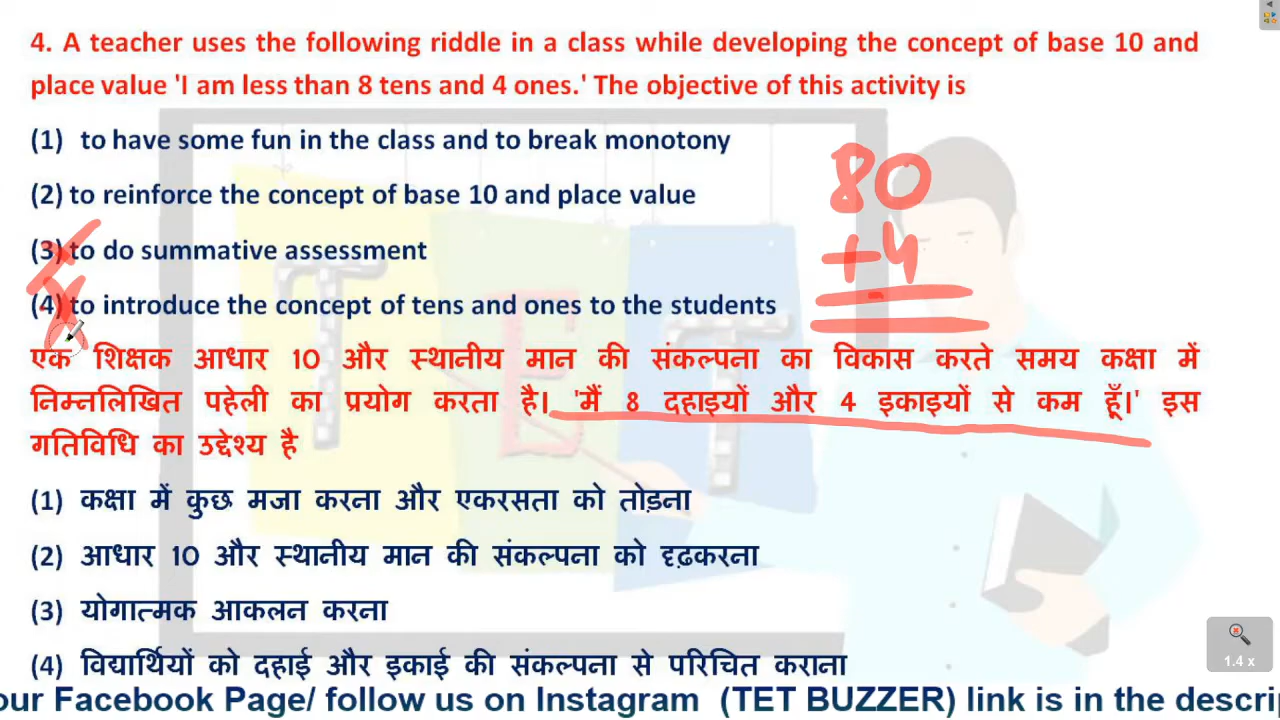 4. A teacher uses the following riddle in a class while developing the concept of base 10 and
place value 'I am less than 8 tens and 4 ones.' The objective of this activity is
(1) to have some fun in the class and to break monotony
(2) to reinforce the concept of base 10 and place value
(3) to do summative assessment
(4) to introduce the concept of tens and ones to the students
80
+4
एक शिक्षक आधार 10 और स्थानीय मान की संकल्पना का विकास करते समय कक्षा में
निम्नलिखित पहेली का प्रयोग करता है। 'मैं 8 दहाइयों और 4 इकाइयों से कम हूँ।' इस
गतिविधि का उद्देश्य है
(1) कक्षा में कुछ मजा करना और एकरसता को तोड़ना
(2) आधार 10 और स्थानीय मान की संकल्पना को दृढ़करना
(3) योगात्मक आकलन करना
(4) विद्यार्थियों को दहाई और इकाई की संकल्पना से परिचित कराना
our Facebook Page/ follow us on Instagram (TET BUZZER) link is in the descrip
T E T
1.4 x